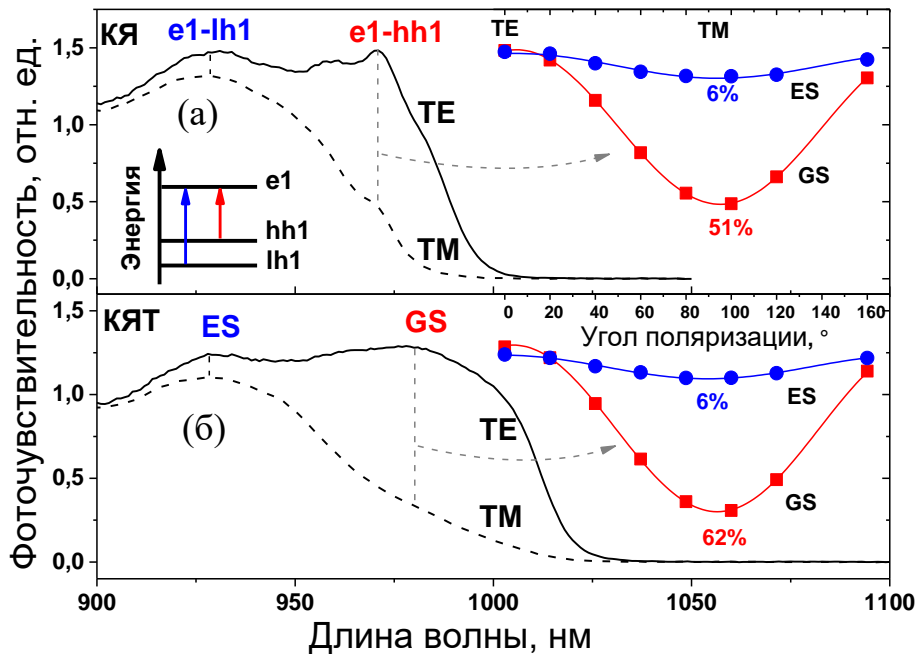 Фоточувствительность, отн. ед.
КЯ
e1-lh1
e1-hh1
TE
TM
1,5
1,0
0,5
0,0
(а)
TE
TM
Энергия
e1
hh1
lh1
6%
ES
GS
51%
0 20 40 60 80 100 120 140 160
Угол поляризации, °
КЯТ
ES
GS
1,5
1,0
0,5
0,0
(б)
TE
TM
6%
ES
GS
62%
900 950 1000 1050 1100
Длина волны, нм